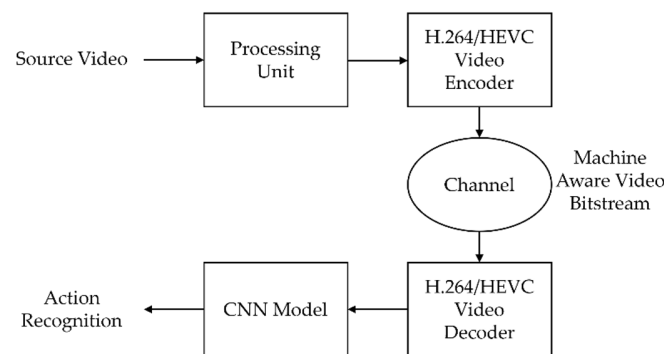 Source Video
Processing
Unit
H.264/HEVC
Video
Encoder
Channel
Machine
Aware Video
Bitstream
H.264/HEVC
Video
Decoder
CNN Model
Action
Recognition